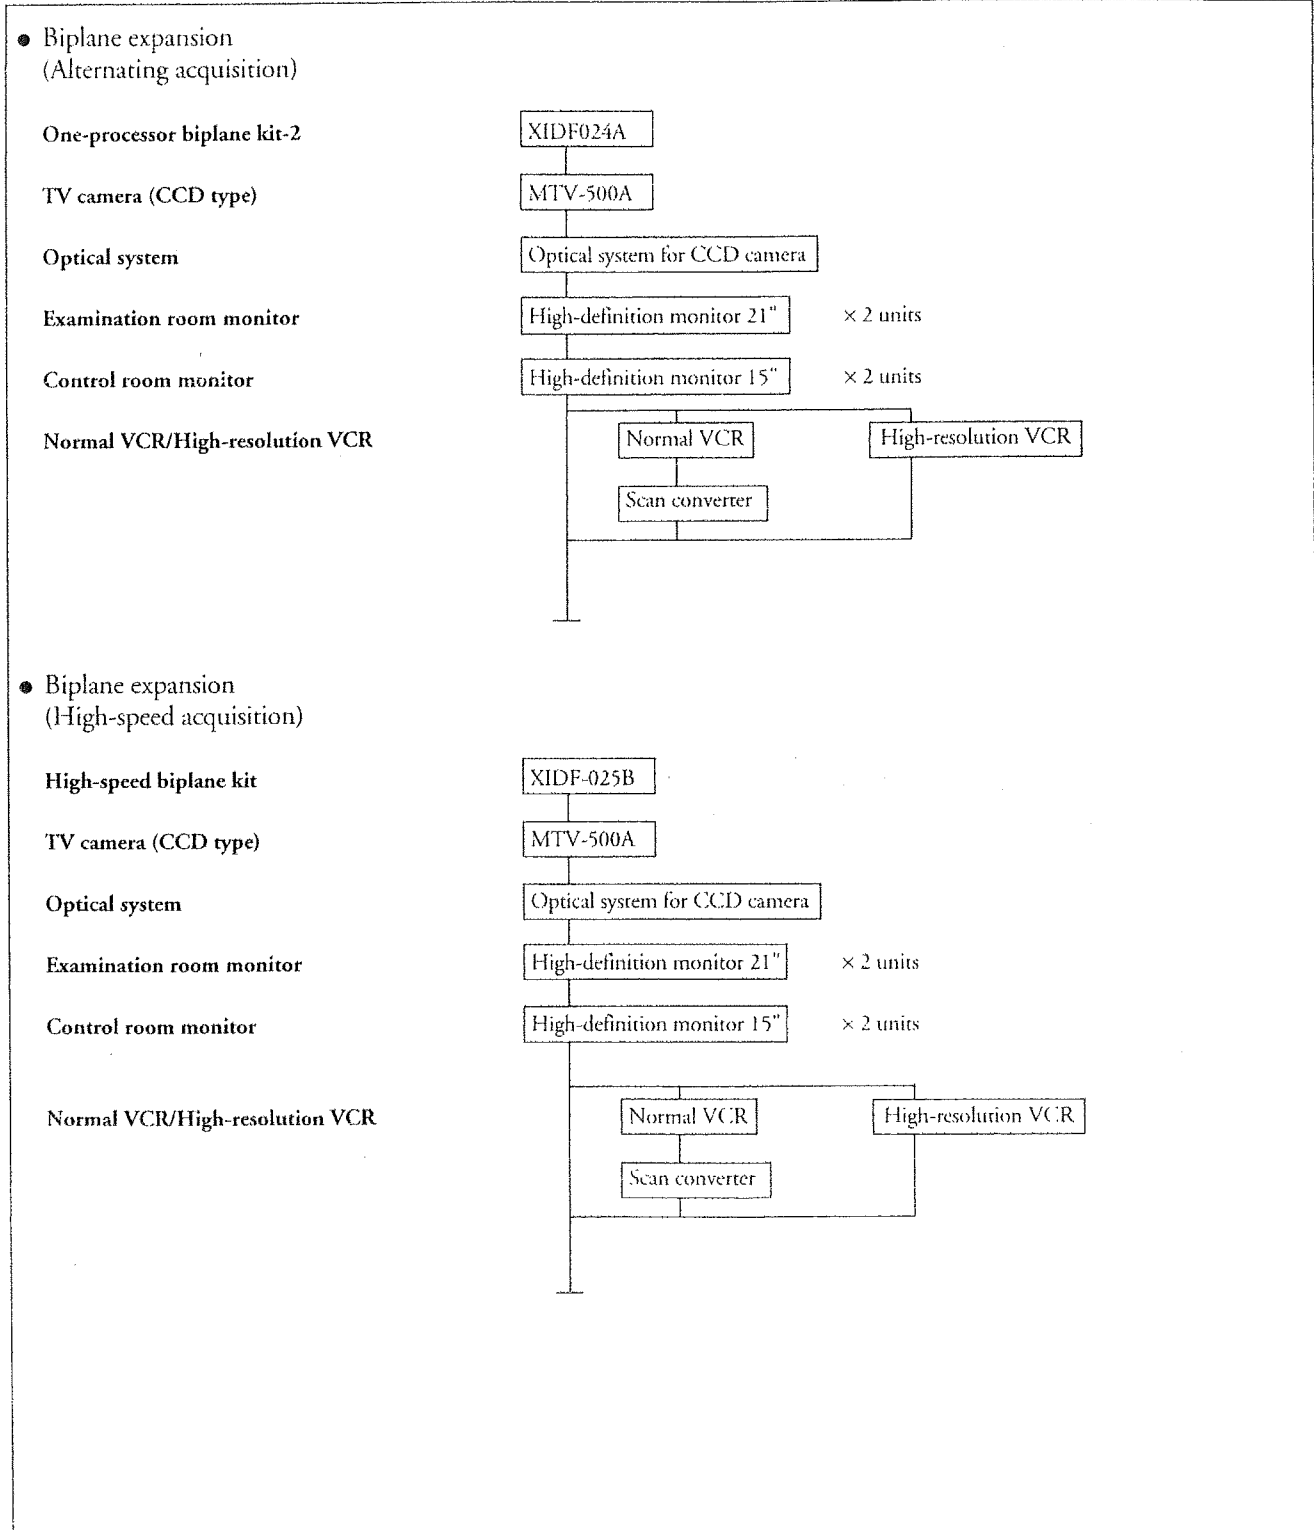 ● Biplane expansion
(Alternating acquisition)
One-processor biplane kit-2 XIDF024A
TV camera (CCD type) MTV-500A
Optical system Optical system for CCD camera
Examination room monitor High-definition monitor 21" × 2 units
Control room monitor High-definition monitor 15" × 2 units
Normal VCR/High-resolution VCR Normal VCR High-resolution VCR
Scan converter
● Biplane expansion
(High-speed acquisition)
High-speed biplane kit XIDF-025B
TV camera (CCD type) MTV-500A
Optical system Optical system for CCD camera
Examination room monitor High-definition monitor 21" × 2 units
Control room monitor High-definition monitor 15" × 2 units
Normal VCR/High-resolution VCR Normal VCR High-resolution VCR
Scan converter